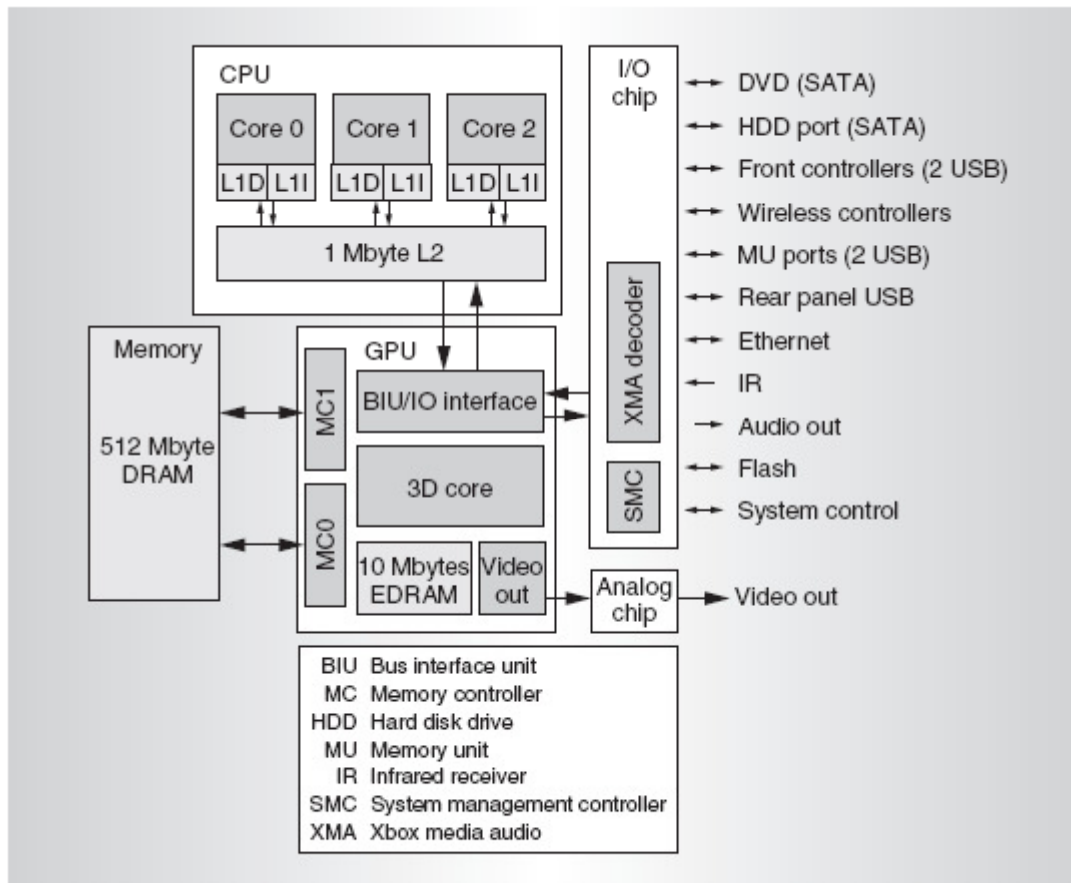 CPU
Core 0
Core 1
Core 2
L1D
L1I
L1D
L1I
L1D
L1I
1 Mbyte L2
Memory
512 Mbyte
DRAM
GPU
MC1
MC0
BIU/IO interface
3D core
10 Mbytes
EDRAM
Video
out
I/O
chip
XMA decoder
SMC
DVD (SATA)
HDD port (SATA)
Front controllers (2 USB)
Wireless controllers
MU ports (2 USB)
Rear panel USB
Ethernet
IR
Audio out
Flash
System control
Analog
chip
Video out
BIU Bus interface unit
MC Memory controller
HDD Hard disk drive
MU Memory unit
IR Infrared receiver
SMC System management controller
XMA Xbox media audio